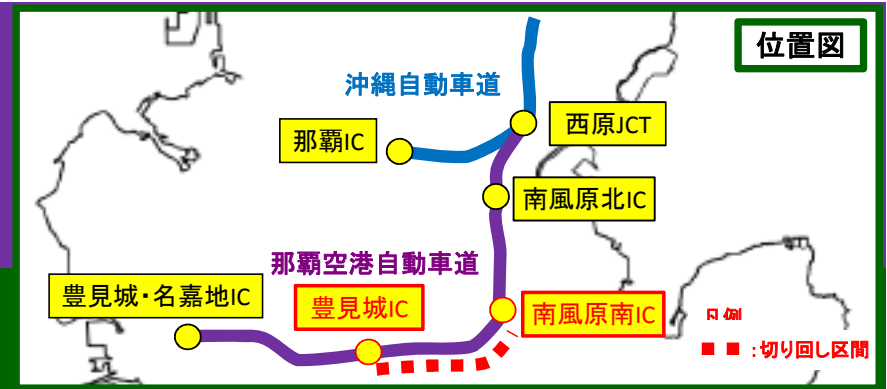 位置図
沖縄自動車道
西原JCT
那覇IC
南風原北IC
那覇空港自動車道
豊見城・名嘉地IC
豊見城IC
南風原南IC
凡例
:切り回し区間